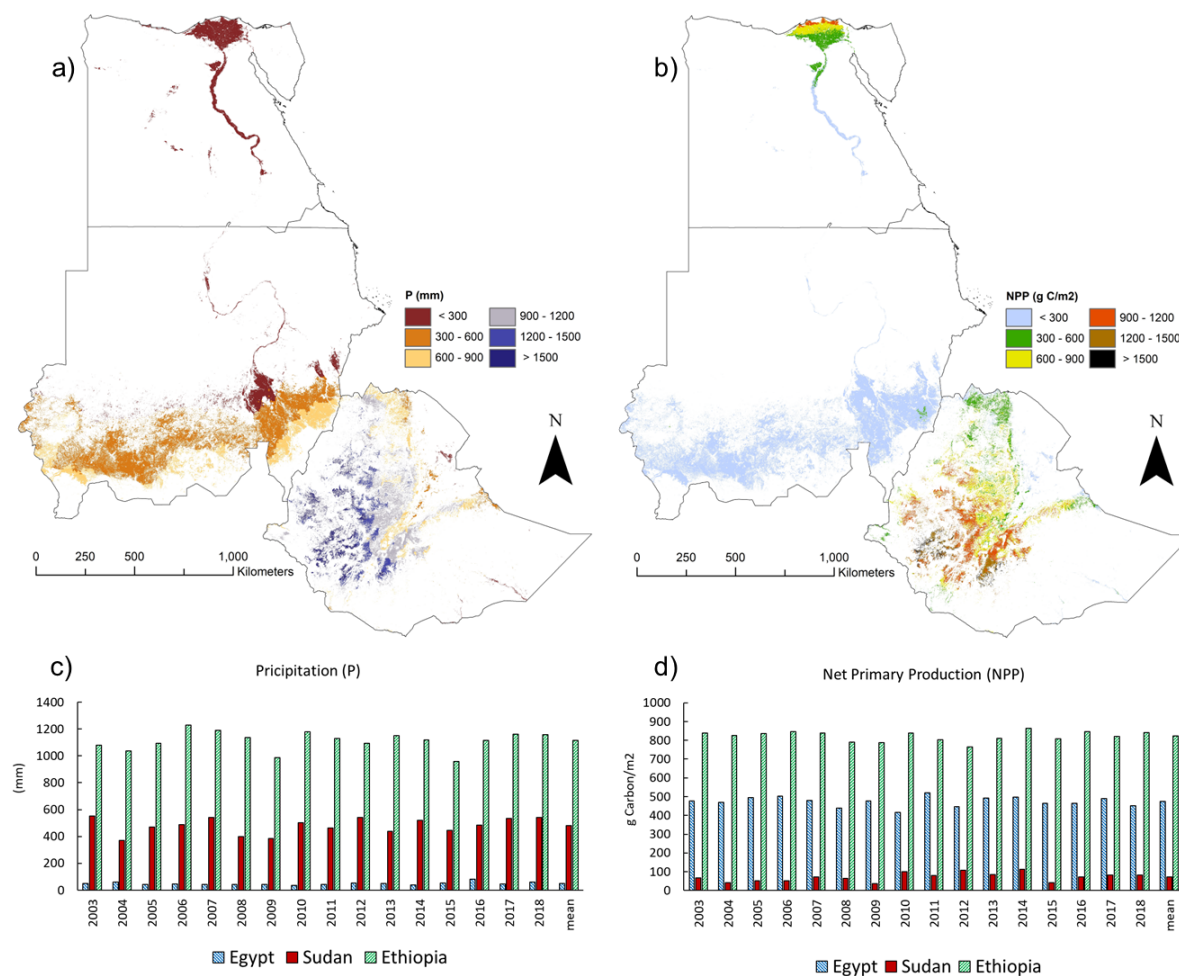 a)
P (mm)
< 300
300 - 600
600 - 900
900 - 1200
1200 - 1500
> 1500
N
0 250 500 1,000
Kilometers
b)
NPP (g C/m2)
< 300
300 - 600
600 - 900
900 - 1200
1200 - 1500
> 1500
N
0 250 500 1,000
Kilometers
c)
Pricipitation (P)
(mm)
1400
1200
1000
800
600
400
200
0
2003 2004 2005 2006 2007 2008 2009 2010 2011 2012 2013 2014 2015 2016 2017 2018 mean
Egypt Sudan Ethiopia
d)
Net Primary Production (NPP)
g Carbon/m2
1000
900
800
700
600
500
400
300
200
100
0
2003 2004 2005 2006 2007 2008 2009 2010 2011 2012 2013 2014 2015 2016 2017 2018 mean
Egypt Sudan Ethiopia